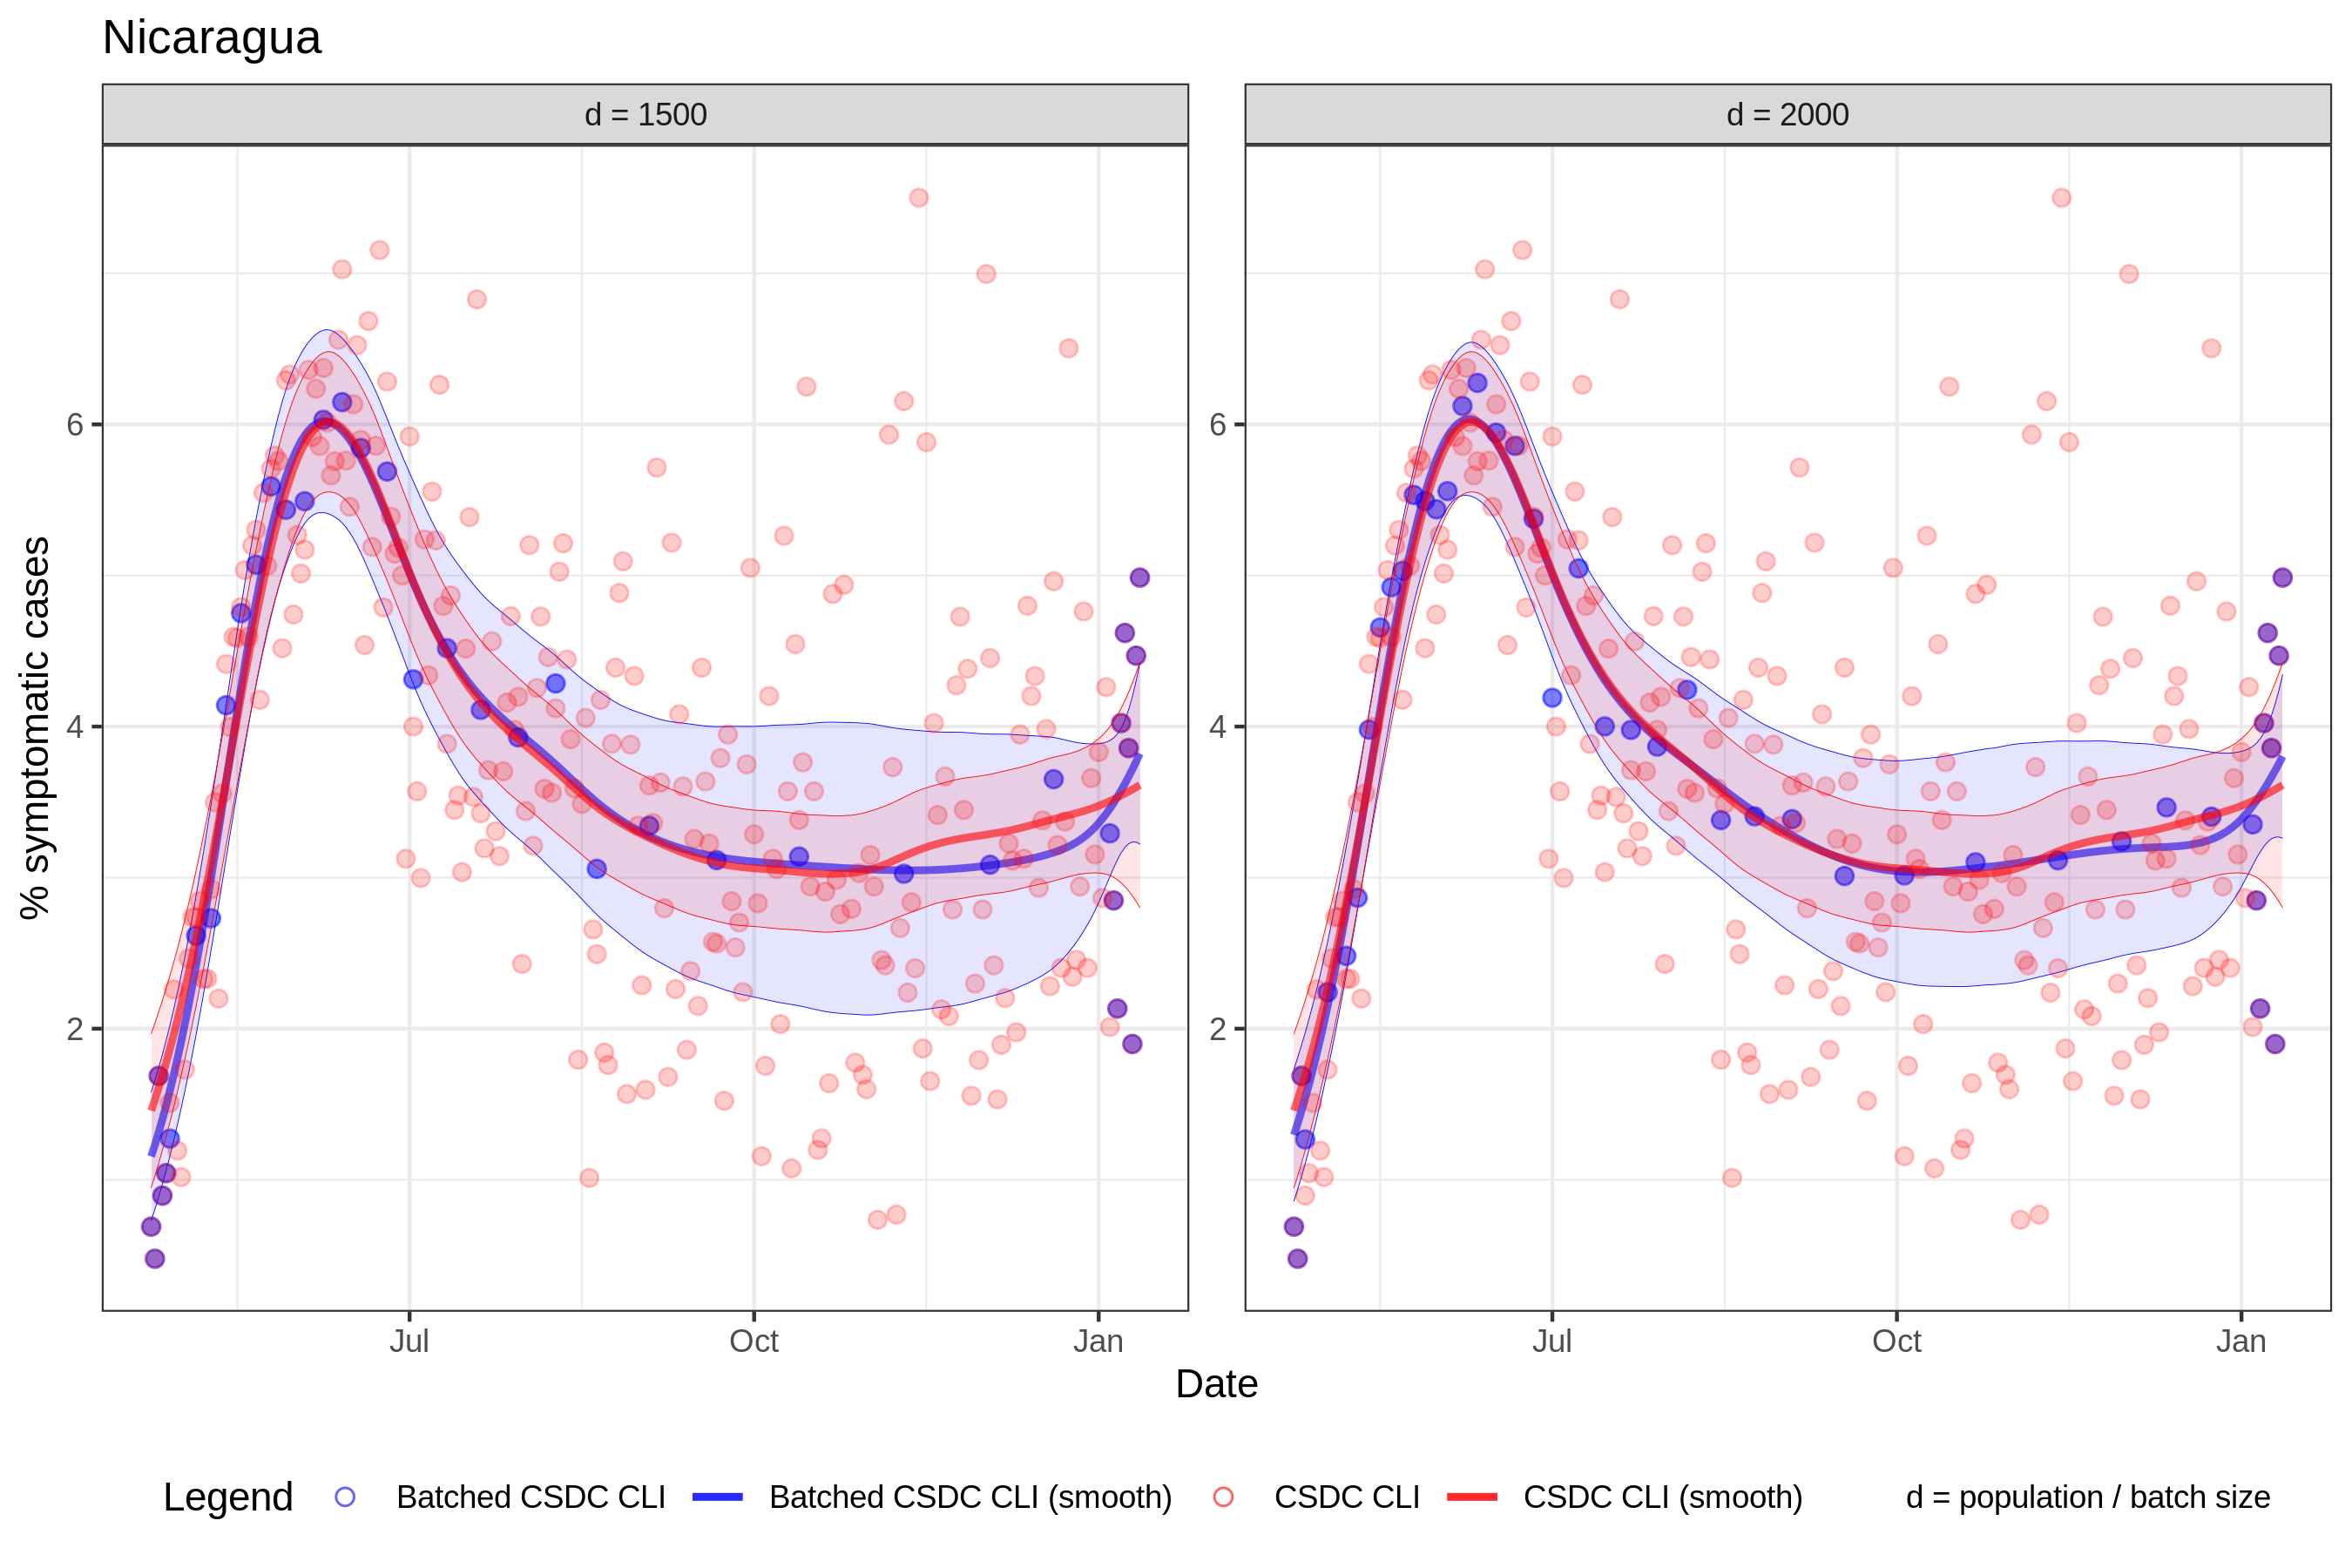 Nicaragua
d = 1500
d = 2000
% symptomatic cases
6
4
2
6
4
2
Jul
Oct
Jan
Jul
Oct
Jan
Date
Legend
Batched CSDC CLI
Batched CSDC CLI (smooth)
CSDC CLI
CSDC CLI (smooth)
d = population / batch size